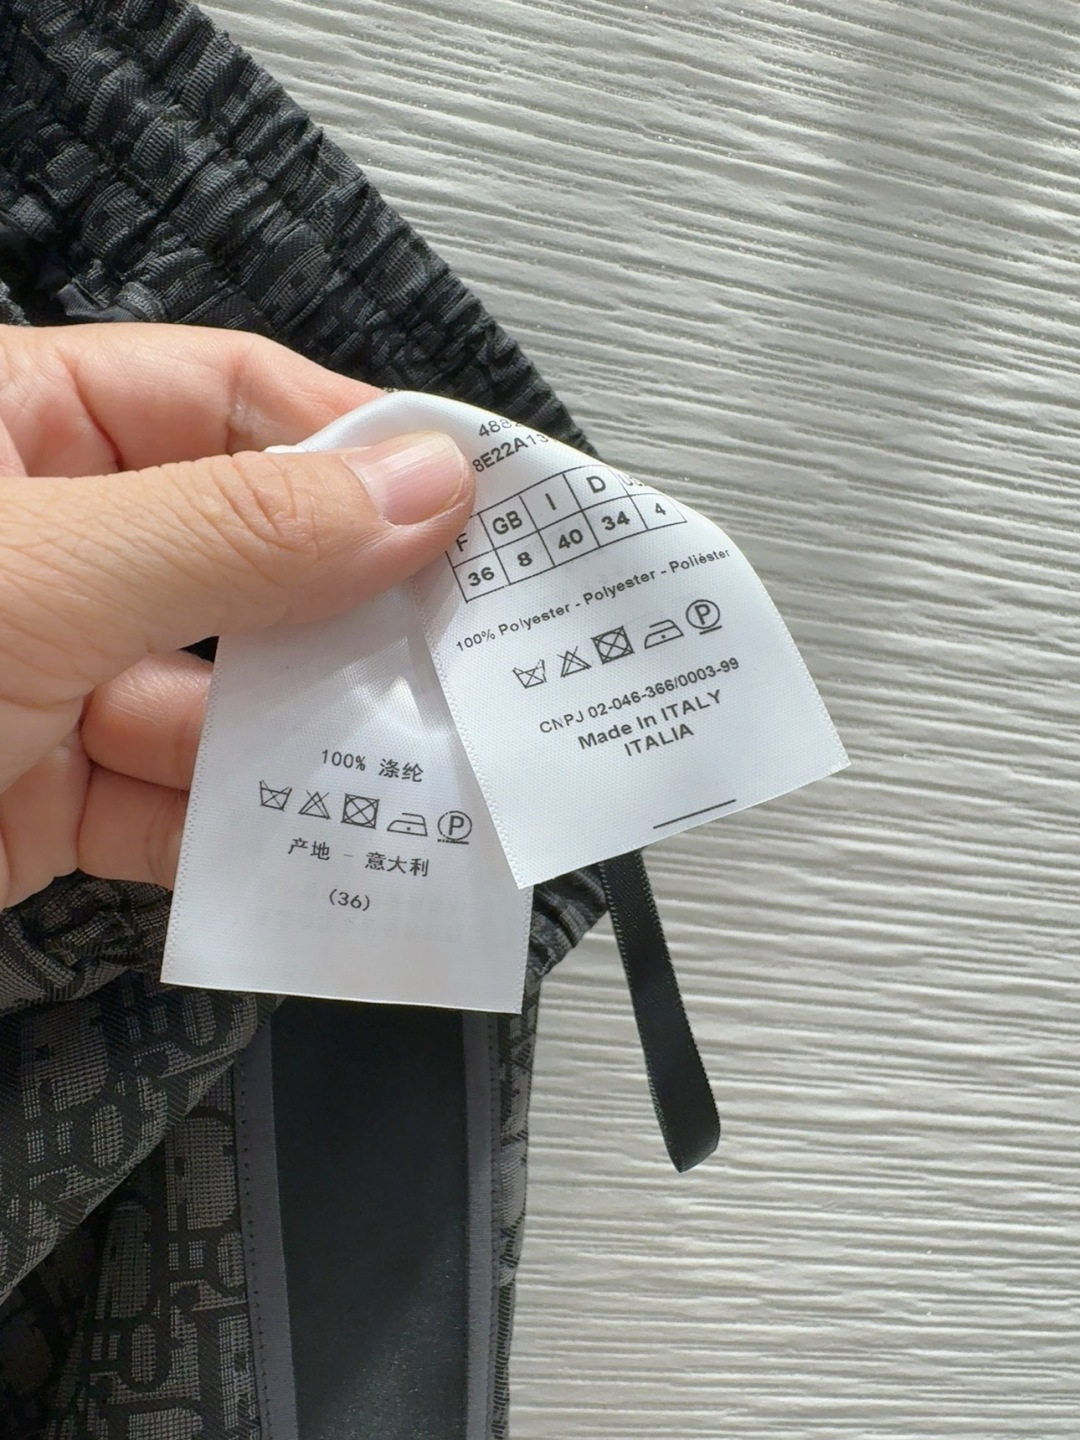 8E22A13
F GB I D
36 8 40 34 4
100% Polyester - Polyester - Poliéster
P
CNPJ 02-046-366/0003-99
Made In ITALY
ITALIA
100% 涤纶
P
产地 - 意大利
(36)